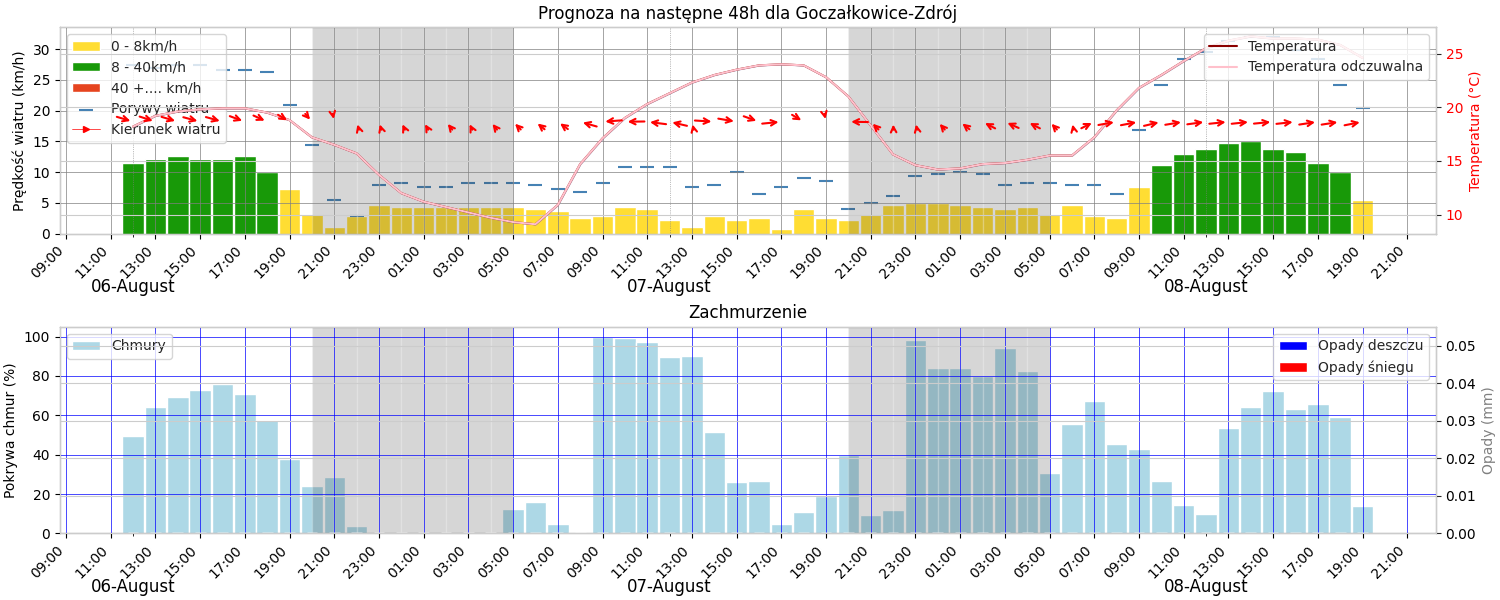 Prognoza na następne 48h dla Goczałkowice-Zdrój
Prędkość wiatru (km/h)
30
25
20
15
10
5
0
0 - 8km/h
8 - 40km/h
40 +.... km/h
Porywy wiatru
Kierunek wiatru
Temperatura
Temperatura odczuwalna
25
20
15
10
Temperatura (°C)
09:00 11:00 13:00 15:00 17:00 19:00 21:00 23:00 01:00 03:00 05:00 07:00 09:00 11:00 13:00 15:00 17:00 19:00 21:00 23:00 01:00 03:00 05:00 07:00 09:00 11:00 13:00 15:00 17:00 19:00 21:00
06-August 07-August 08-August
Zachmurzenie
Pokrywa chmur (%)
100
80
60
40
20
0
Chmury
Opady deszczu
Opady śniegu
0.05
0.04
0.03
0.02
0.01
0.00
Opady (mm)
09:00 11:00 13:00 15:00 17:00 19:00 21:00 23:00 01:00 03:00 05:00 07:00 09:00 11:00 13:00 15:00 17:00 19:00 21:00 23:00 01:00 03:00 05:00 07:00 09:00 11:00 13:00 15:00 17:00 19:00 21:00
06-August 07-August 08-August